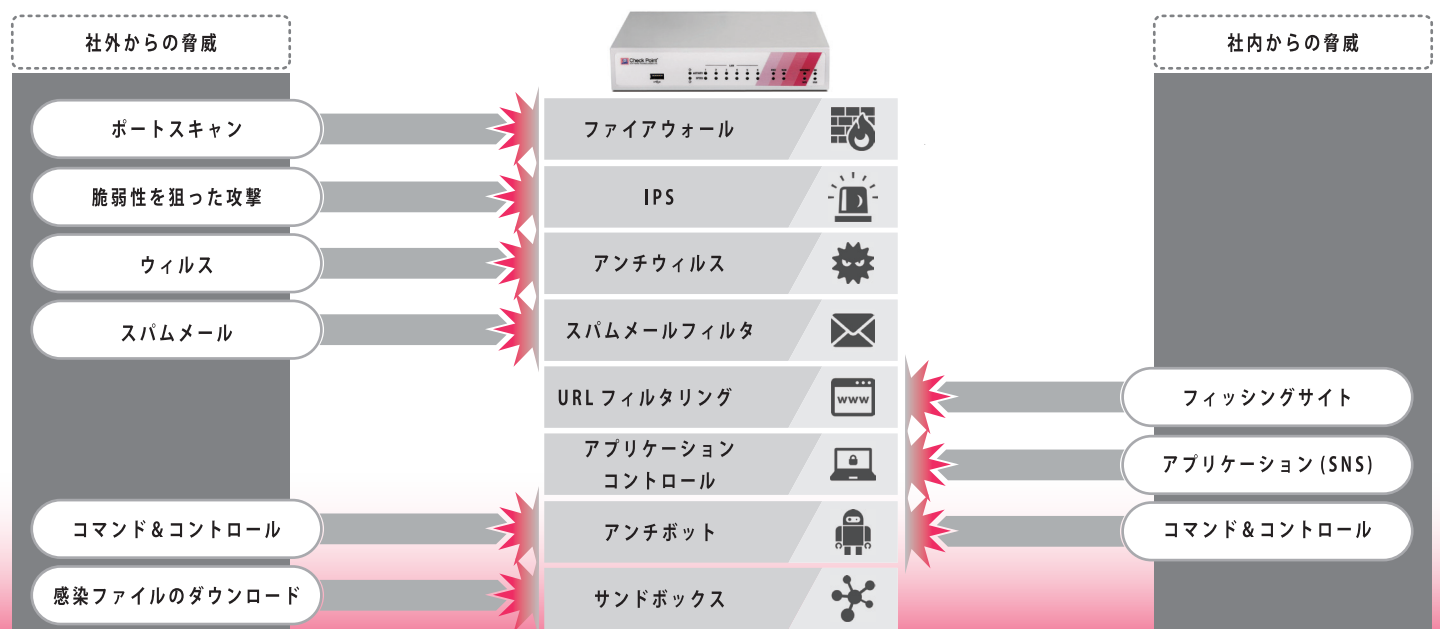 社外からの脅威
社内からの脅威
Check Point
ポートスキャン
ファイアウォール
脆弱性を狙った攻撃
IPS
ウィルス
アンチウィルス
スパムメール
スパムメールフィルタ
URL フィルタリング
www
フィッシングサイト
アプリケーション
コントロール
アプリケーション (SNS)
コマンド&コントロール
アンチボット
コマンド&コントロール
感染ファイルのダウンロード
サンドボックス